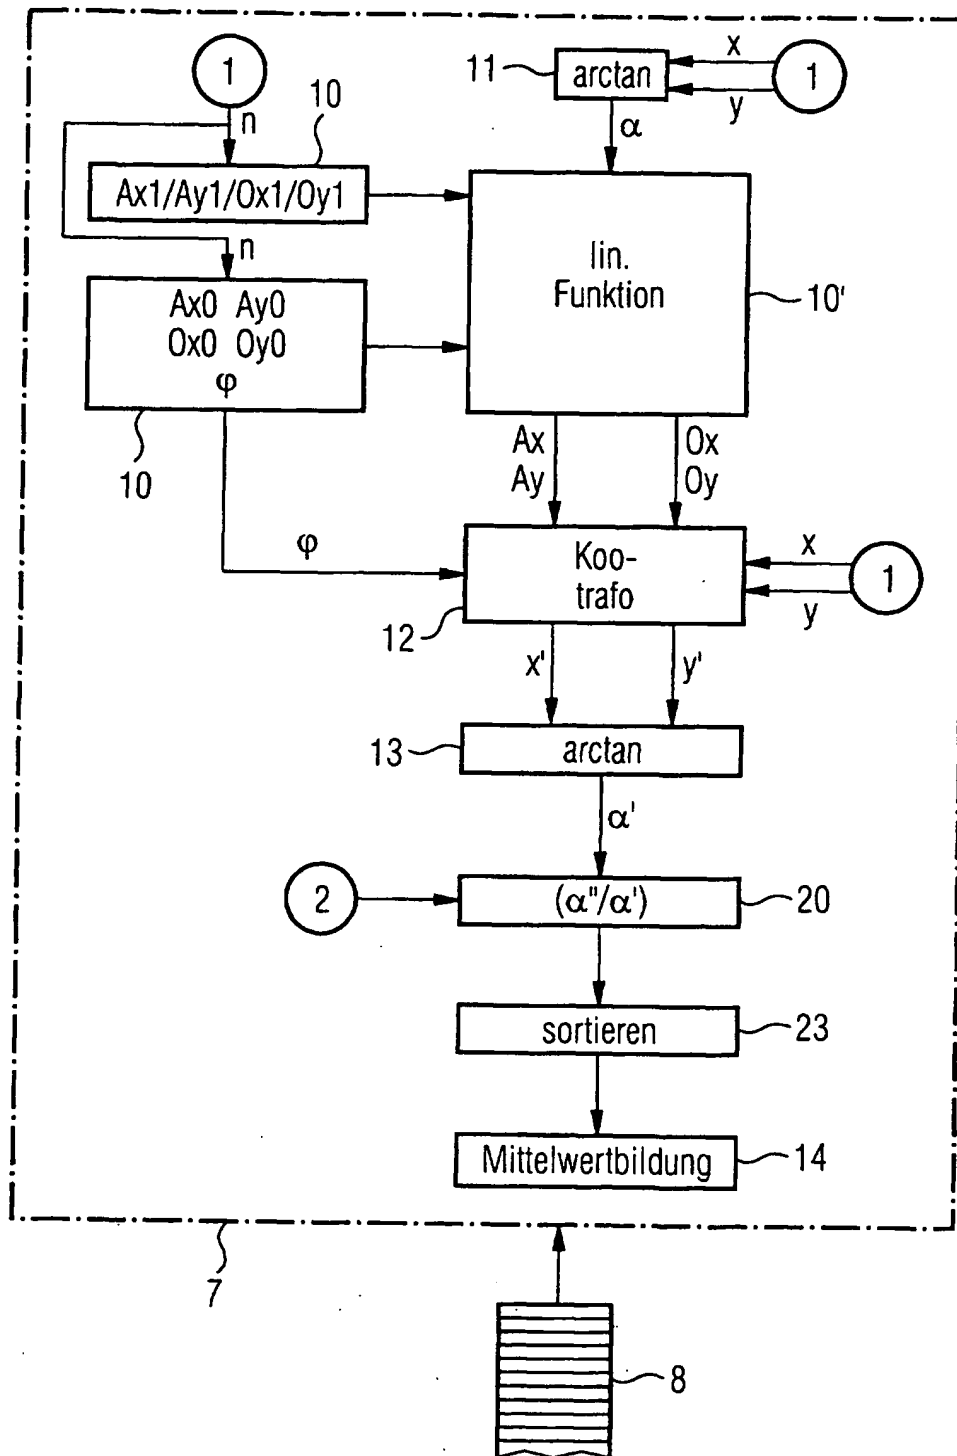 1
n
10
11
arctan
x
y
1
α
Ax1/Ay1/Ox1/Oy1
n
Ax0 Ay0
Ox0 Oy0
φ
10
lin.
Funktion
10'
Ax
Ay
Ox
Oy
φ
Koo-
trafo
12
x
y
1
x'
y'
13
arctan
α'
2
(α"/α')
20
sortieren
23
Mittelwertbildung
14
7
8